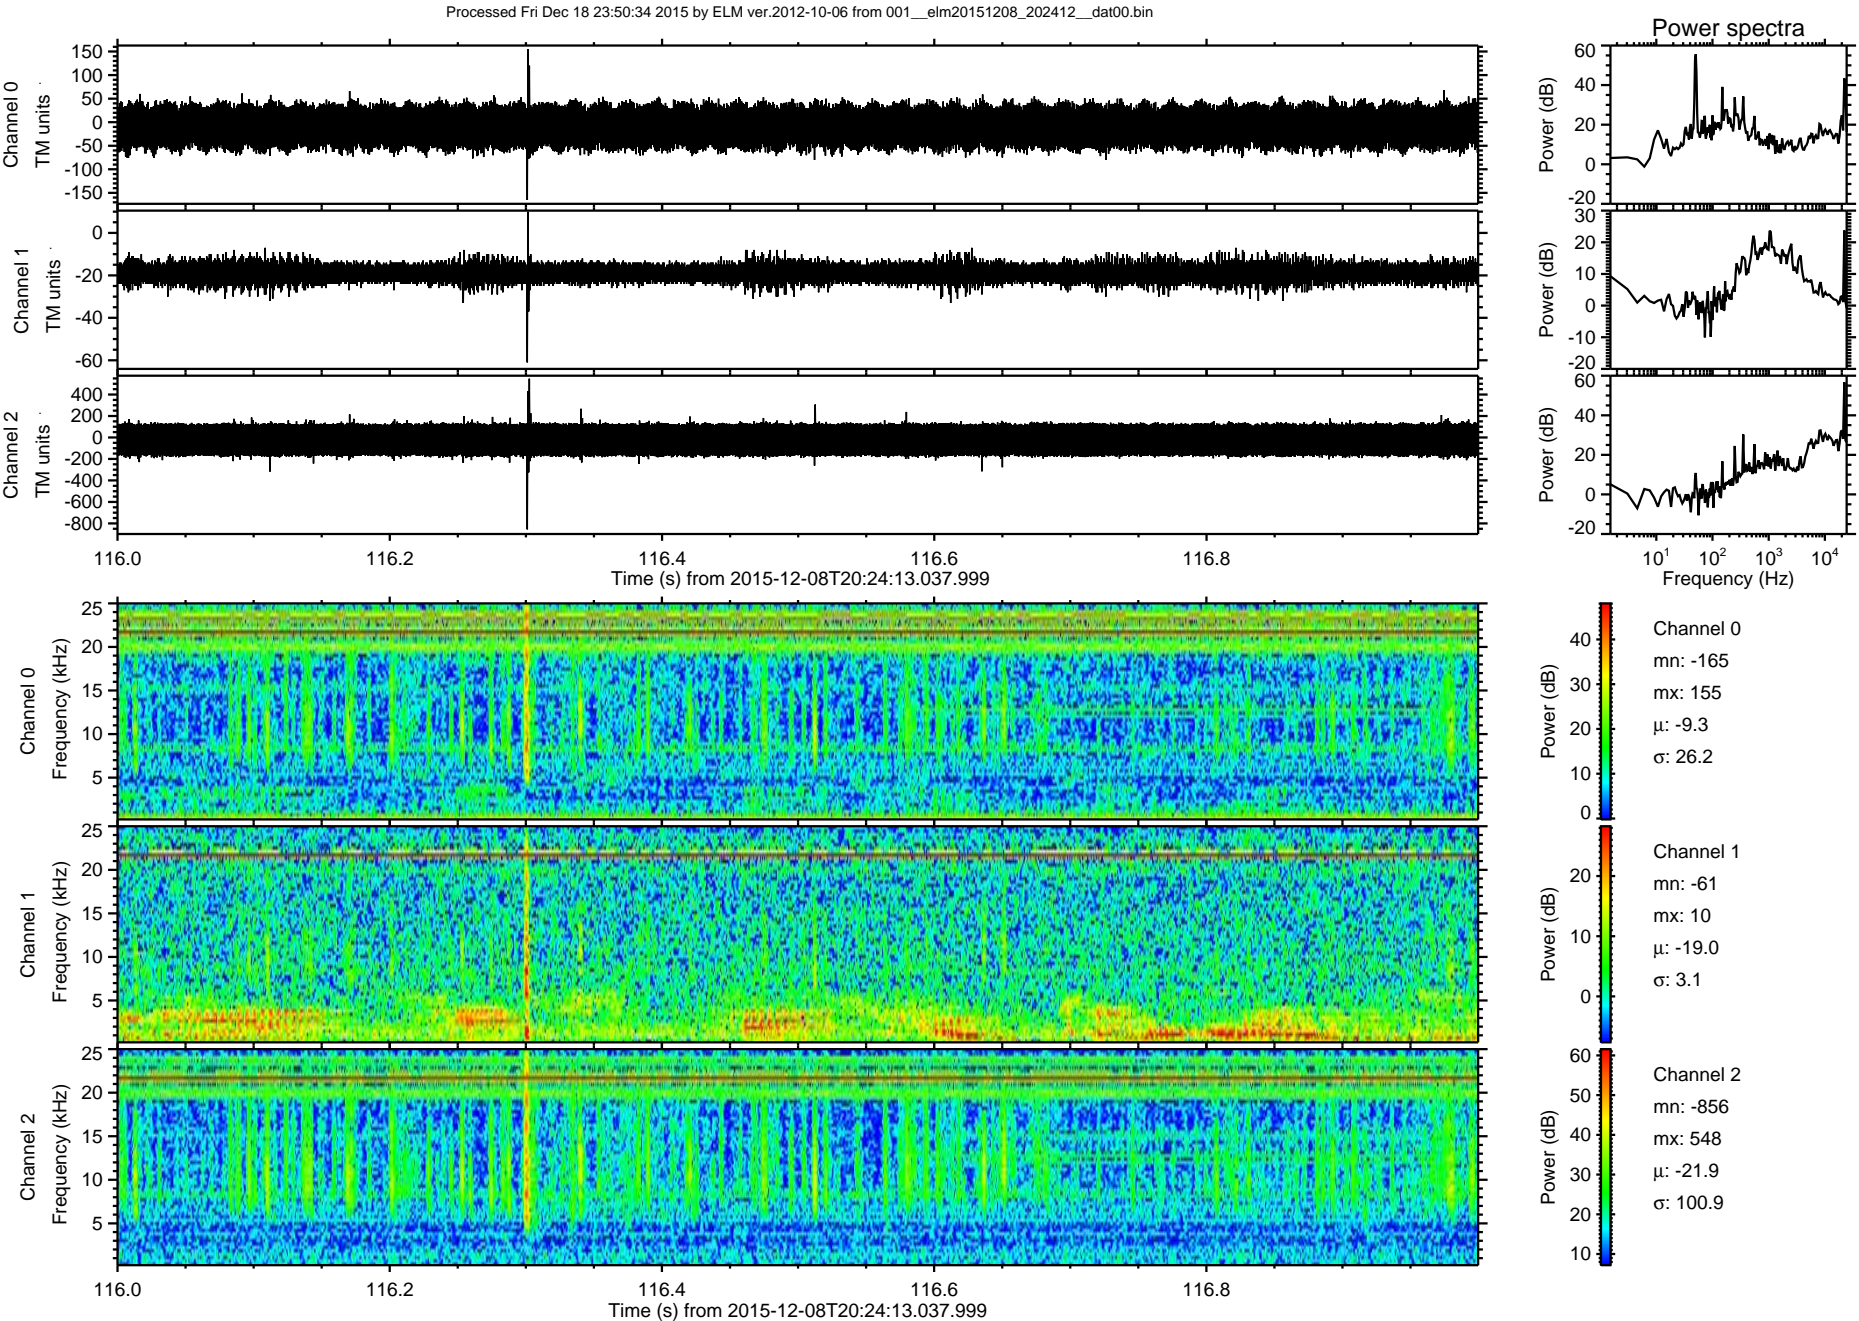 Processed Fri Dec 18 23:50:34 2015 by ELM ver.2012-10-06 from 001__elm20151208_202412__dat00.bin
Power spectra
Channel 0
TM units
150
100
50
0
-50
-100
-150
Power (dB)
60
40
20
0
-20
Channel 1
TM units
0
-20
-40
-60
Power (dB)
30
20
10
0
-10
-20
Channel 2
TM units
400
200
0
-200
-400
-600
-800
Power (dB)
60
40
20
0
-20
116.0
116.2
116.4
116.6
116.8
Time (s) from 2015-12-08T20:24:13.037.999
10^1
10^2
10^3
10^4
Frequency (Hz)
Channel 0
Frequency (kHz)
25
20
15
10
5
Power (dB)
40
30
20
10
0
Channel 0
mn: -165
mx: 155
µ: -9.3
σ: 26.2
Channel 1
Frequency (kHz)
25
20
15
10
5
Power (dB)
20
10
0
Channel 1
mn: -61
mx: 10
µ: -19.0
σ: 3.1
Channel 2
Frequency (kHz)
25
20
15
10
5
Power (dB)
60
50
40
30
20
10
Channel 2
mn: -856
mx: 548
µ: -21.9
σ: 100.9
116.0
116.2
116.4
116.6
116.8
Time (s) from 2015-12-08T20:24:13.037.999